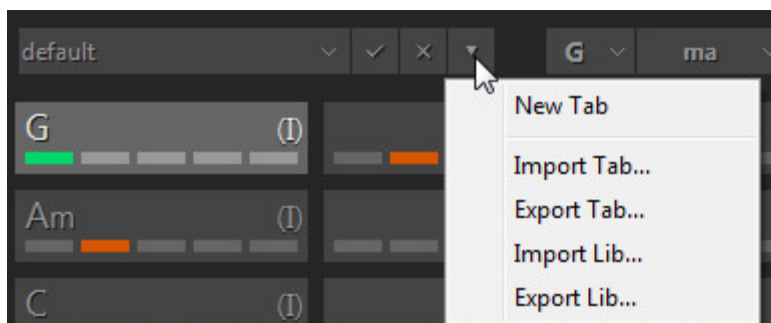 default G ma
New Tab
G (I)
Import Tab...
Am (I)
Export Tab...
Import Lib...
C (I)
Export Lib...